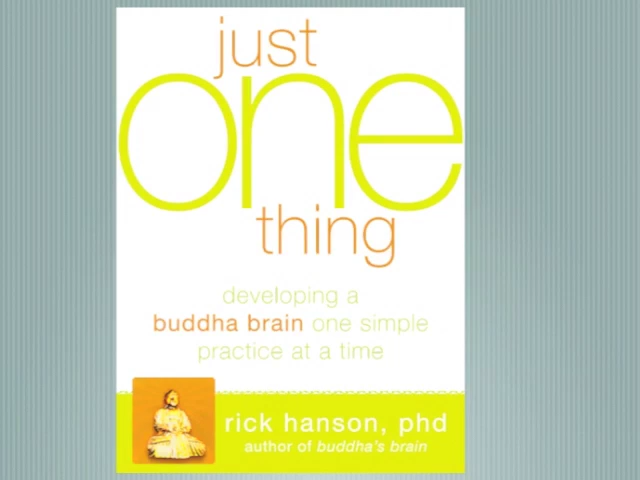 just
one
thing
developing a
buddha brain one simple
practice at a time
rick hanson, phd
author of buddha's brain